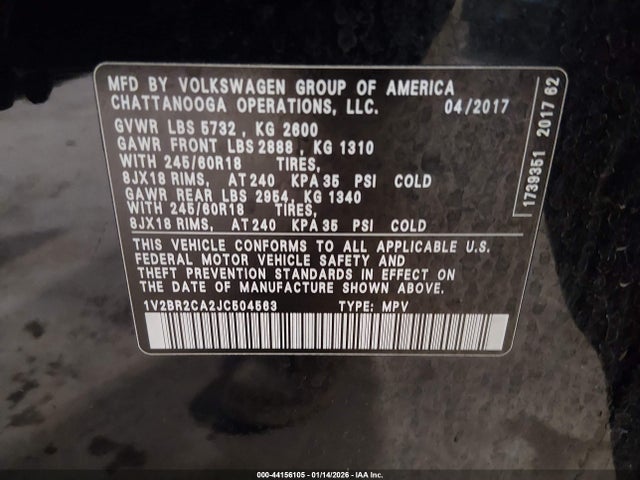 MFD BY VOLKSWAGEN GROUP OF AMERICA
CHATTANOOGA OPERATIONS, LLC. 04/2017
GVWR LBS 5732 , KG 2600
GAWR FRONT LBS 2888 , KG 1310
WITH 245/60R18 TIRES,
8JX18 RIMS, AT 240 KPA 35 PSI COLD
GAWR REAR LBS 2954 , KG 1340
WITH 245/60R18 TIRES,
8JX18 RIMS, AT 240 KPA 35 PSI COLD
THIS VEHICLE CONFORMS TO ALL APPLICABLE U.S.
FEDERAL MOTOR VEHICLE SAFETY AND
THEFT PREVENTION STANDARDS IN EFFECT ON
THE DATE OF MANUFACTURE SHOWN ABOVE.
1V2BR2CA2JC504563 TYPE: MPV
1739351 2017 62
000-44156105 - 01/14/2026 - IAA Inc.